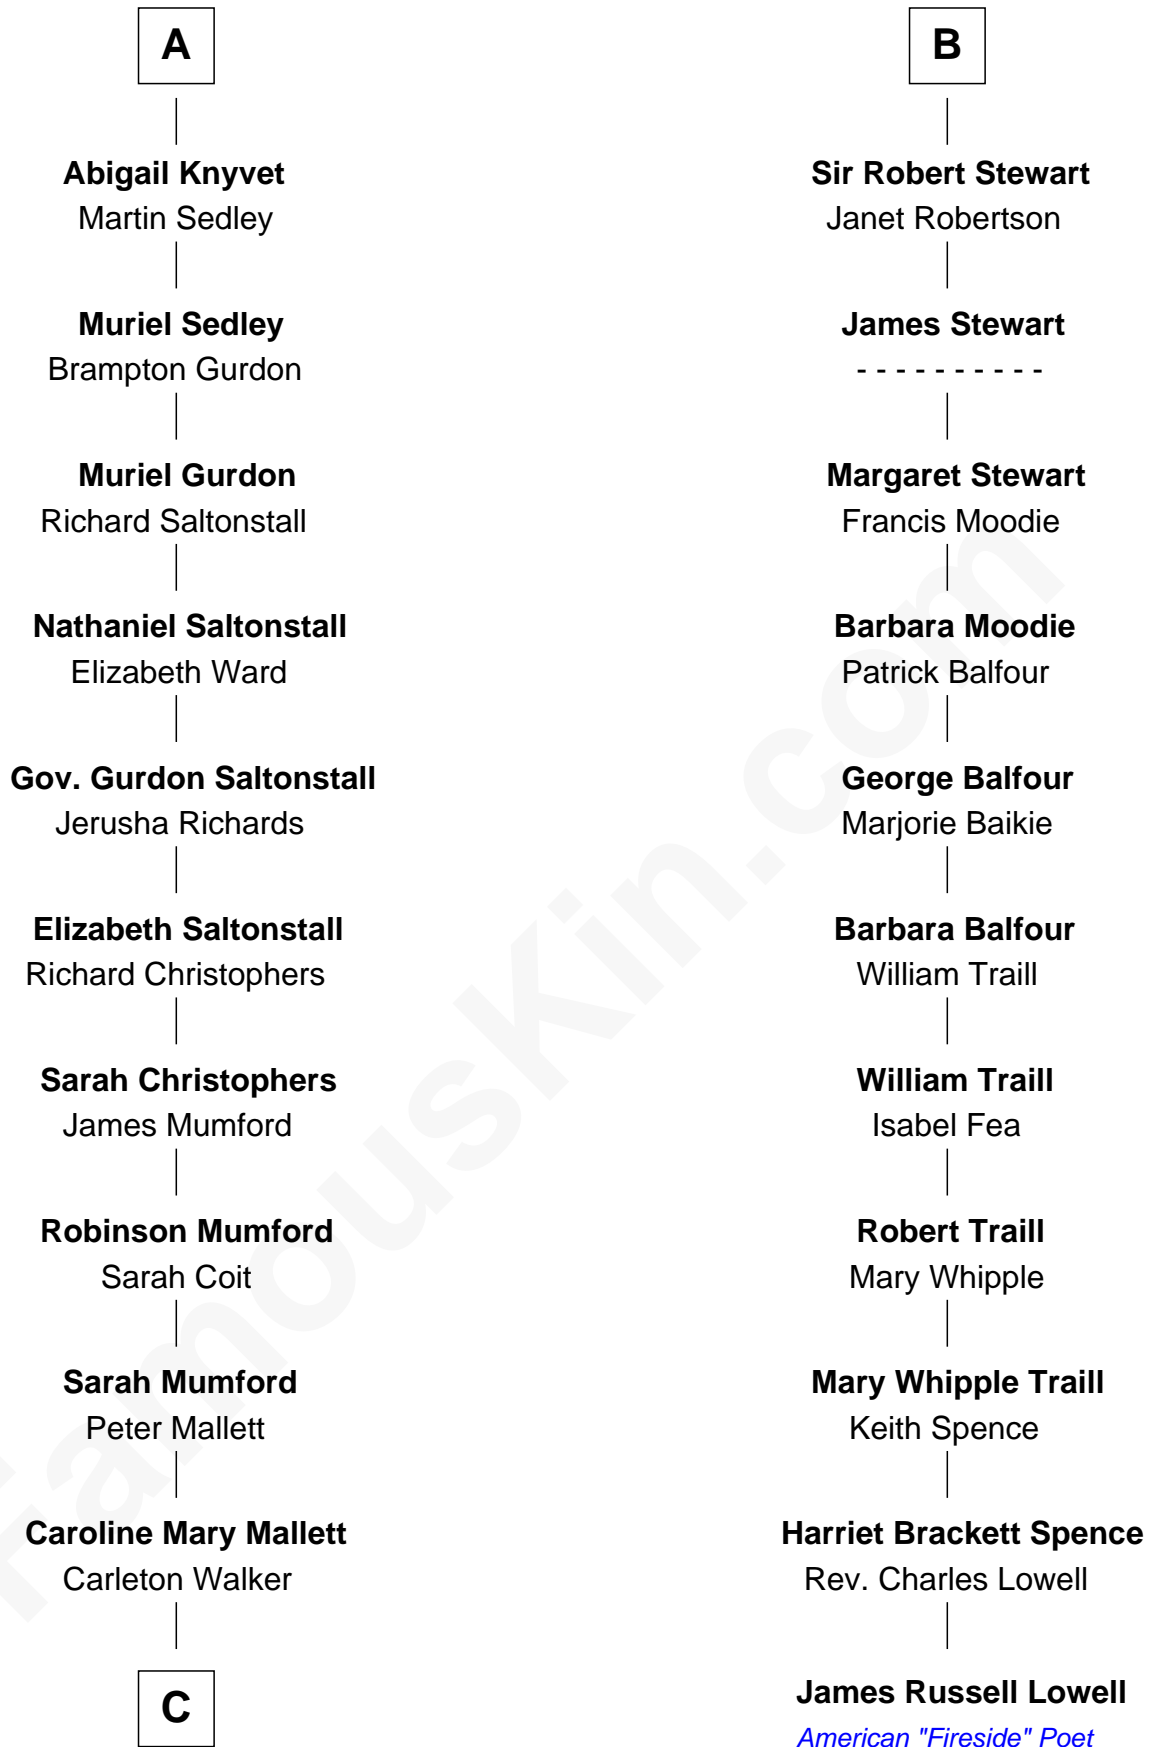 A
Abigail Knyvet
Martin Sedley
Muriel Sedley
Brampton Gurdon
Muriel Gurdon
Richard Saltonstall
Nathaniel Saltonstall
Elizabeth Ward
Gov. Gurdon Saltonstall
Jerusha Richards
Elizabeth Saltonstall
Richard Christophers
Sarah Christophers
James Mumford
Robinson Mumford
Sarah Coit
Sarah Mumford
Peter Mallett
Caroline Mary Mallett
Carleton Walker
C
B
Sir Robert Stewart
Janet Robertson
James Stewart
- - - - - - - - - -
Margaret Stewart
Francis Moodie
Barbara Moodie
Patrick Balfour
George Balfour
Marjorie Baikie
Barbara Balfour
William Traill
William Traill
Isabel Fea
Robert Traill
Mary Whipple
Mary Whipple Traill
Keith Spence
Harriet Brackett Spence
Rev. Charles Lowell
James Russell Lowell
American "Fireside" Poet
FamousKin.com